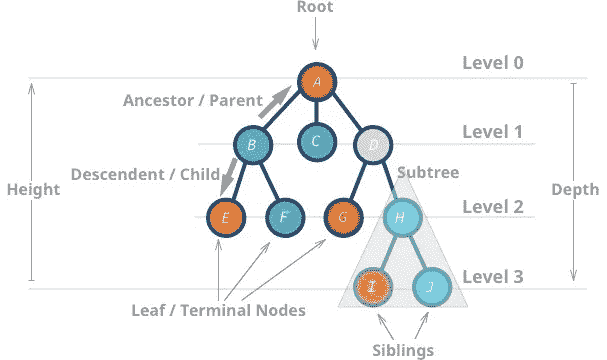 Root
A
Level 0
Ancestor / Parent
B
C
D
Level 1
Descendent / Child
Subtree
Height
Depth
E
F
G
H
Level 2
I
J
Level 3
Leaf / Terminal Nodes
Siblings